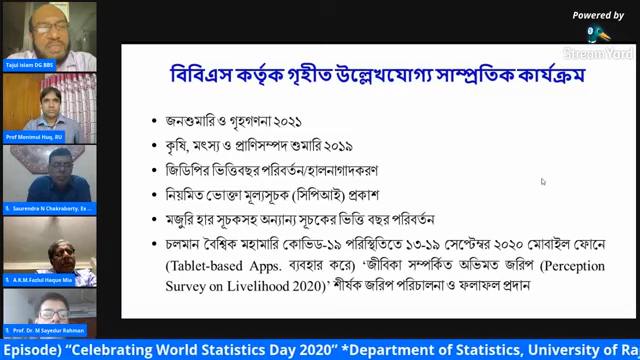 Powered by
StreamYard
Tajul islam DG BBS
Prof Monimul Huq, RU
Saurendra N Chakraborty, Ex ...
A.R.M.Fazlul Haque Mia
Prof. Dr. M Sayedur Rahman
বিবিএস কর্তৃক গৃহীত উল্লেখযোগ্য সাম্প্রতিক কার্যক্রম
• জনশুমারি ও গৃহগণনা ২০২১
• কৃষি, মৎস্য ও প্রাণিসম্পদ শুমারি ২০১৯
• জিডিপির ভিত্তিবছর পরিবর্তন/হালনাগাদকরণ
• নিয়মিত ভোক্তা মূল্যসূচক (সিপিআই) প্রকাশ
• মজুরি হার সূচকসহ অন্যান্য সূচকের ভিত্তি বছর পরিবর্তন
• চলমান বৈশ্বিক মহামারি কোভিড-১৯ পরিস্থিতিতে ১৩-১৯ সেপ্টেম্বর ২০২০ মোবাইল ফোনে
(Tablet-based Apps. ব্যবহার করে) ‘জীবিকা সম্পর্কিত অভিমত জরিপ (Perception
Survey on Livelihood 2020)’ শীর্ষক জরিপ পরিচালনা ও ফলাফল প্রদান
Episode) “Celebrating World Statistics Day 2020” *Department of Statistics, University of Ra